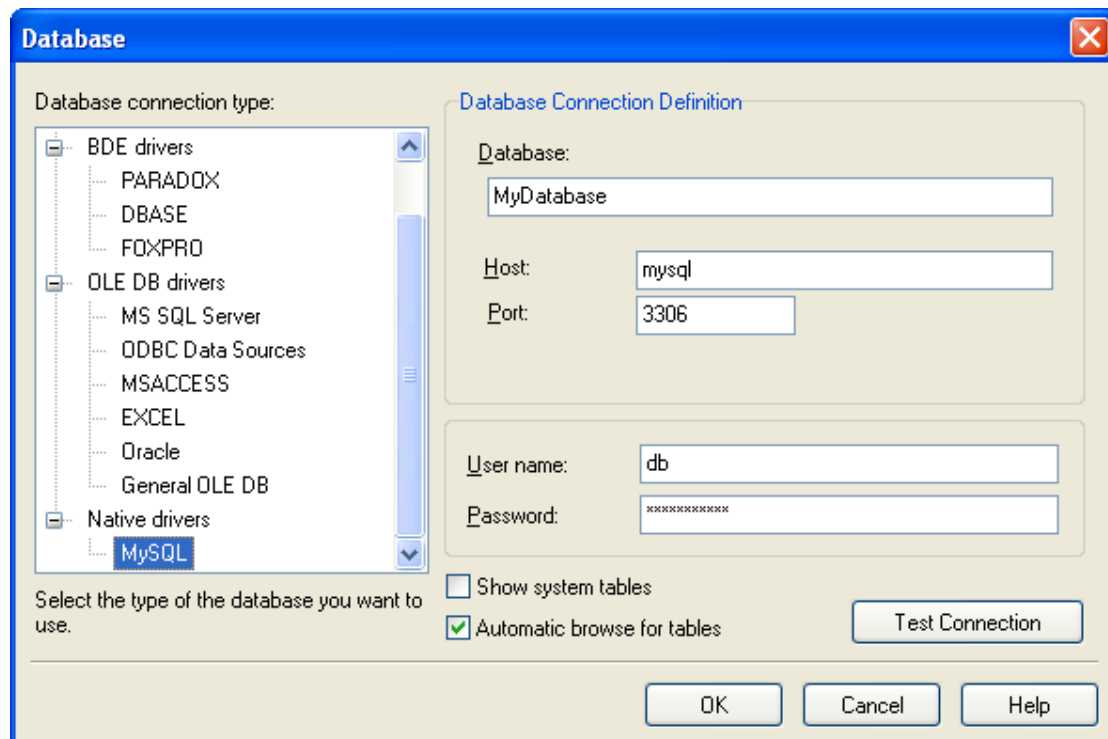 Database
Database connection type:
BDE drivers
PARADOX
DBASE
FOXPRO
OLE DB drivers
MS SQL Server
ODBC Data Sources
MSACCESS
EXCEL
Oracle
General OLE DB
Native drivers
MySQL
Select the type of the database you want to
use.
Database Connection Definition
Database:
MyDatabase
Host:
mysql
Port:
3306
User name:
db
Password:
***********
Show system tables
Automatic browse for tables
Test Connection
OK
Cancel
Help